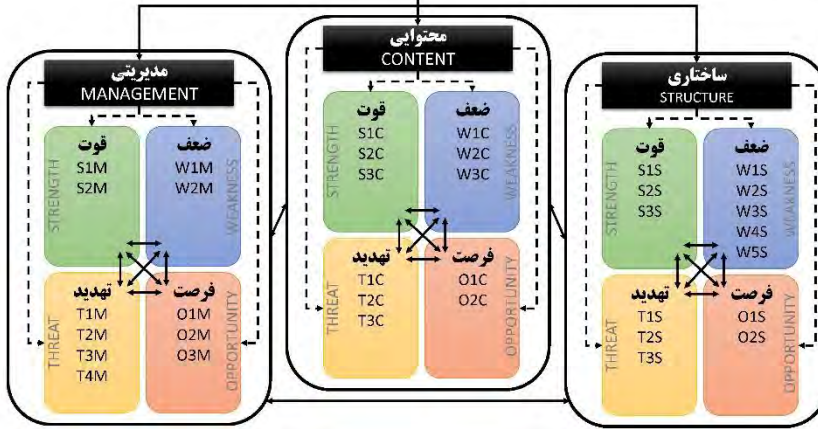 محتوایی
CONTENT
قوت
S1C
S2C
S3C
STRENGTH
ضعف
W1C
W2C
W3C
WEAKNESS
تهدید
T1C
T2C
T3C
THREAT
فرصت
O1C
O2C
OPPORTUNITY
مدیریتی
MANAGEMENT
قوت
S1M
S2M
STRENGTH
ضعف
W1M
W2M
WEAKNESS
تهدید
T1M
T2M
T3M
T4M
THREAT
فرصت
O1M
O2M
O3M
OPPORTUNITY
ساختاری
STRUCTURE
قوت
S1S
S2S
S3S
STRENGTH
ضعف
W1S
W2S
W3S
W4S
W5S
WEAKNESS
تهدید
T1S
T2S
T3S
THREAT
فرصت
O1S
O2S
OPPORTUNITY